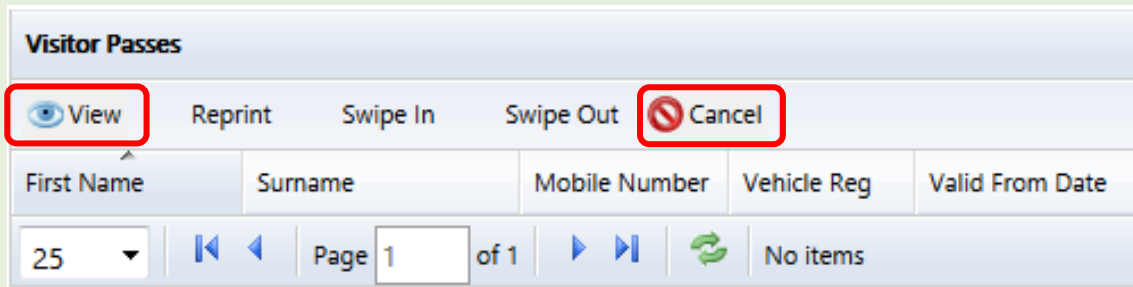 Visitor Passes
View Reprint Swipe In Swipe Out Cancel
First Name Surname Mobile Number Vehicle Reg Valid From Date
25 Page 1 of 1 No items